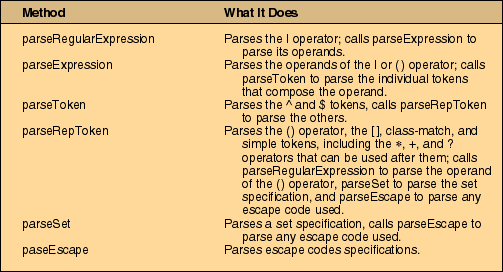 Method What It Does
parseRegularExpression Parses the | operator; calls parseExpression to
parse its operands.
parseExpression Parses the operands of the | or ( ) operator; calls
parseToken to parse the individual tokens
that compose the operand.
parseToken Parses the ^ and $ tokens, calls parseRepToken
to parse the others.
parseRepToken Parses the () operator, the [ ], class-match, and
simple tokens, including the *, +, and ?
operators that can be used after them; calls
parseRegularExpression to parse the operand
of the () operator, parseSet to parse the set
specification, and parseEscape to parse any
escape code used.
parseSet Parses a set specification, calls parseEscape to
parse any escape code used.
paseEscape Parses escape codes specifications.